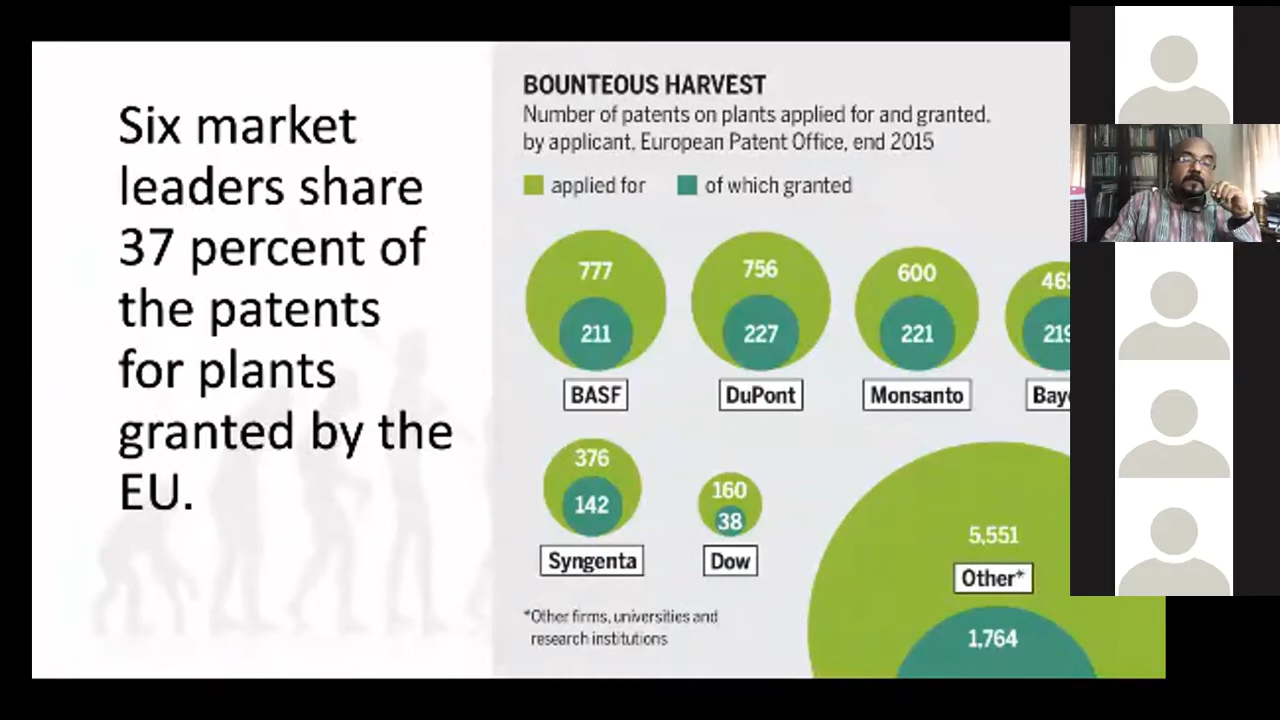 Six market
leaders share
37 percent of
the patents
for plants
granted by the
EU.
BOUNTEOUS HARVEST
Number of patents on plants applied for and granted,
by applicant, European Patent Office, end 2015
applied for of which granted
777 756 600
211 227 221
BASF DuPont Monsanto
376 160
142 38
Syngenta Dow
5,551
Other*
1,764
*Other firms, universities and
research institutions